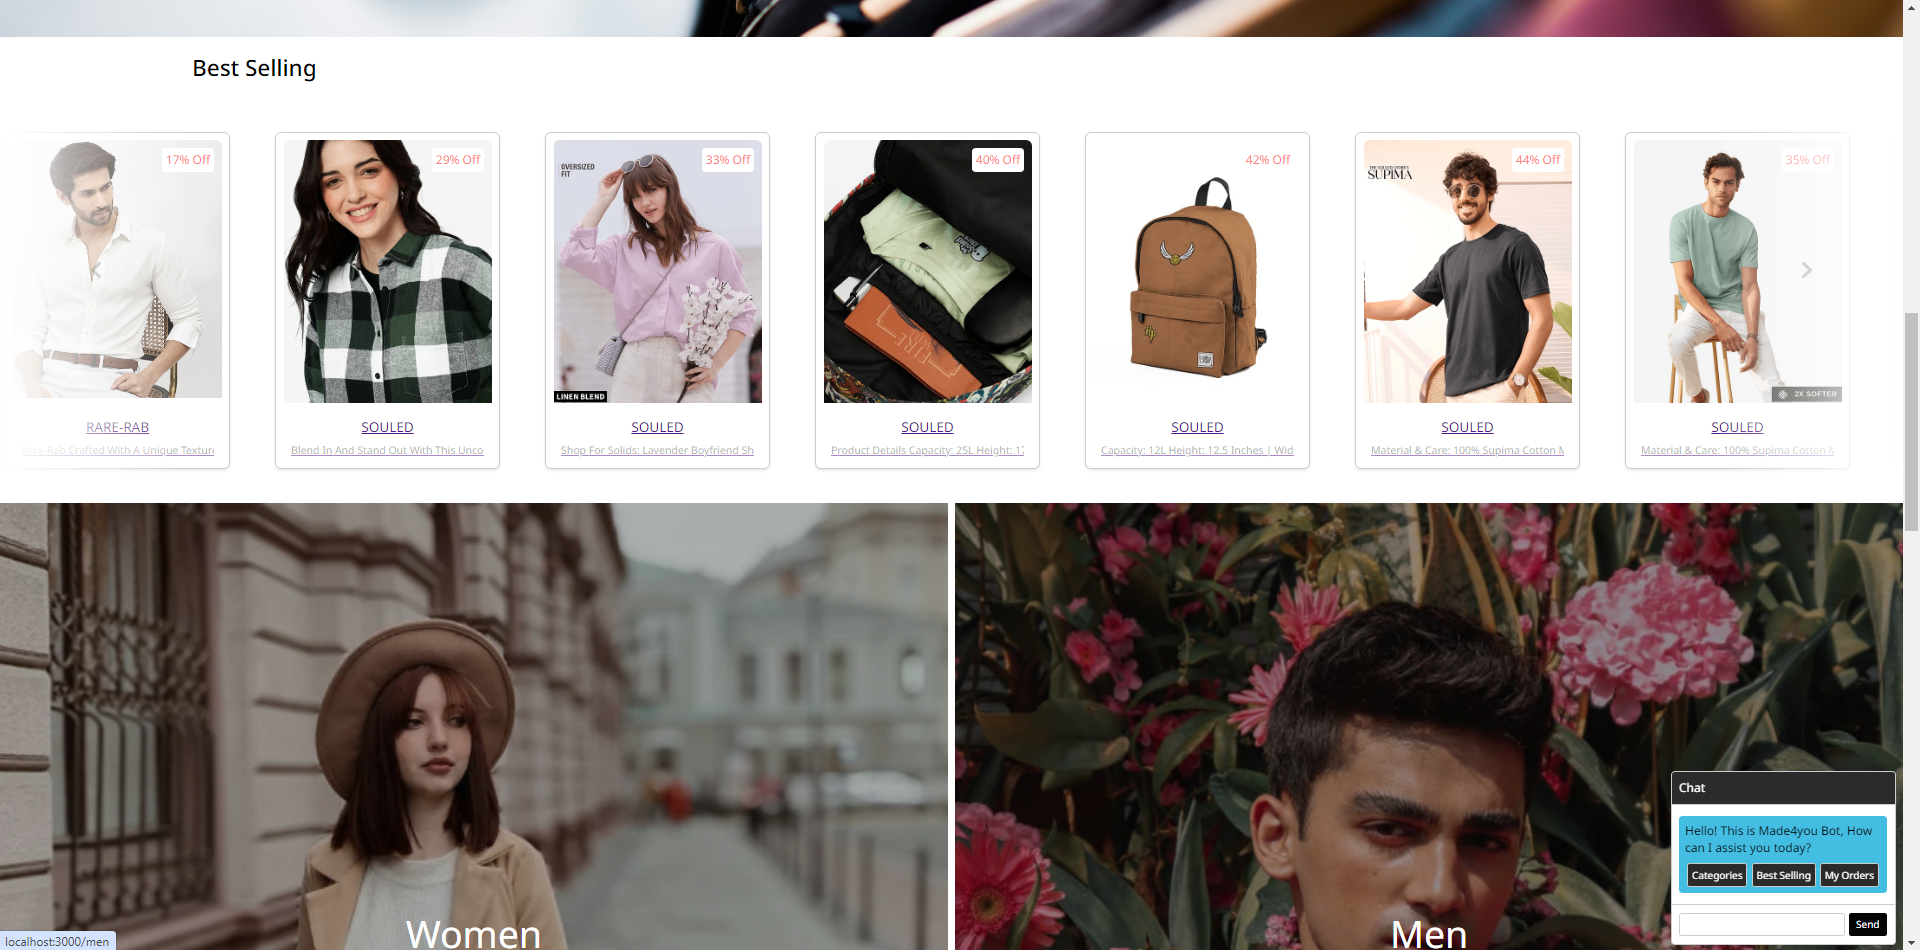 Best Selling
17% Off
29% Off
33% Off
40% Off
42% Off
44% Off
35% Off
OVERSIZED
FIT
LINEN BLEND
THE SOULED STORE'S
SUPIMA
2X SOFTER
RARE-RAB
Rare-Rab Crafted With A Unique Texture
SOULED
Blend In And Stand Out With This Unco
SOULED
Shop For Solids: Lavender Boyfriend Sh
SOULED
Product Details Capacity: 25L Height: 17
SOULED
Capacity: 12L Height: 12.5 Inches | Wid
SOULED
Material & Care: 100% Supima Cotton M
SOULED
Material & Care: 100% Supima Cotton M
Women
Men
Chat
Hello! This is Made4you Bot, How
can I assist you today?
Categories
Best Selling
My Orders
Send
localhost:3000/men